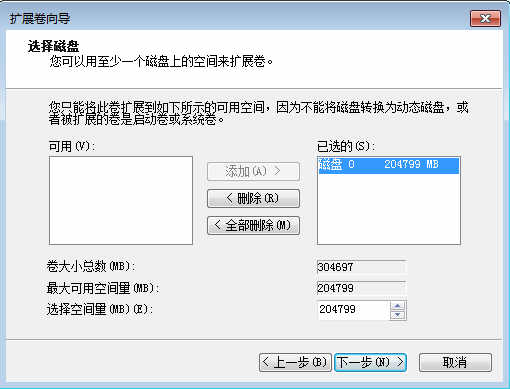 扩展卷向导
选择磁盘
您可以用至少一个磁盘上的空间来扩展卷。
您只能将此卷扩展到如下所示的可用空间，因为不能将磁盘转换为动态磁盘，或
者被扩展的卷是启动卷或系统卷。
可用(V):
已选的(S):
添加(A) >
磁盘 0 204799 MB
< 删除(R)
< 全部删除(M)
卷大小总数(MB): 304697
最大可用空间量(MB): 204799
选择空间量(MB)(E): 204799
< 上一步(B) 下一步(N) > 取消